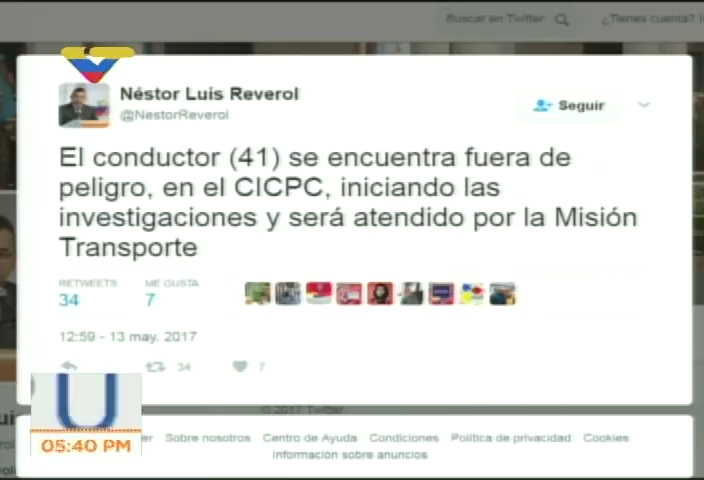 Buscar en Twitter
¿Tienes cuenta?
Néstor Luis Reverol
@NestorReverol
Seguir
El conductor (41) se encuentra fuera de
peligro, en el CICPC, iniciando las
investigaciones y será atendido por la Misión
Transporte
RETWEETS
ME GUSTA
34
7
12:59 - 13 may. 2017
34
7
© 2017 Twitter
U
05:40 PM
Sobre nosotros
Centro de Ayuda
Condiciones
Política de privacidad
Cookies
Información sobre anuncios